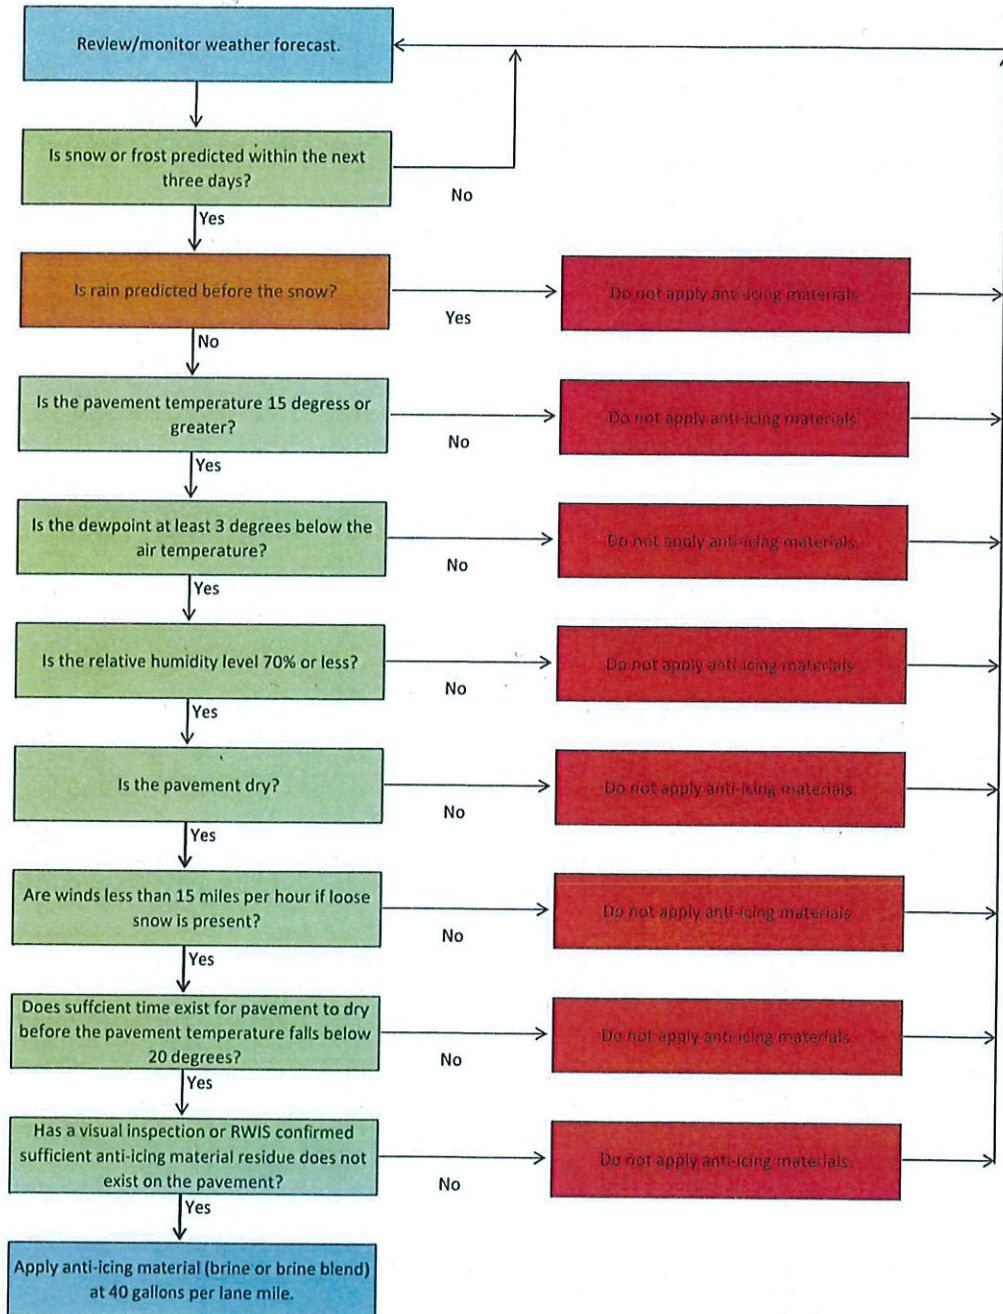 Review/monitor weather forecast.
Is snow or frost predicted within the next
three days?
No
Yes
Is rain predicted before the snow?
Yes
Do not apply anti-icing materials.
No
Is the pavement temperature 15 degress or
greater?
No
Do not apply anti-icing materials.
Yes
Is the dewpoint at least 3 degrees below the
air temperature?
No
Do not apply anti-icing materials.
Yes
Is the relative humidity level 70% or less?
No
Do not apply anti-icing materials.
Yes
Is the pavement dry?
No
Do not apply anti-icing materials.
Yes
Are winds less than 15 miles per hour if loose
snow is present?
No
Do not apply anti-icing materials.
Yes
Does suffcient time exist for pavement to dry
before the pavement temperature falls below
20 degrees?
No
Do not apply anti-icing materials.
Yes
Has a visual inspection or RWIS confirmed
sufficient anti-icing material residue does not
exist on the pavement?
No
Do not apply anti-icing materials.
Yes
Apply anti-icing material (brine or brine blend)
at 40 gallons per lane mile.